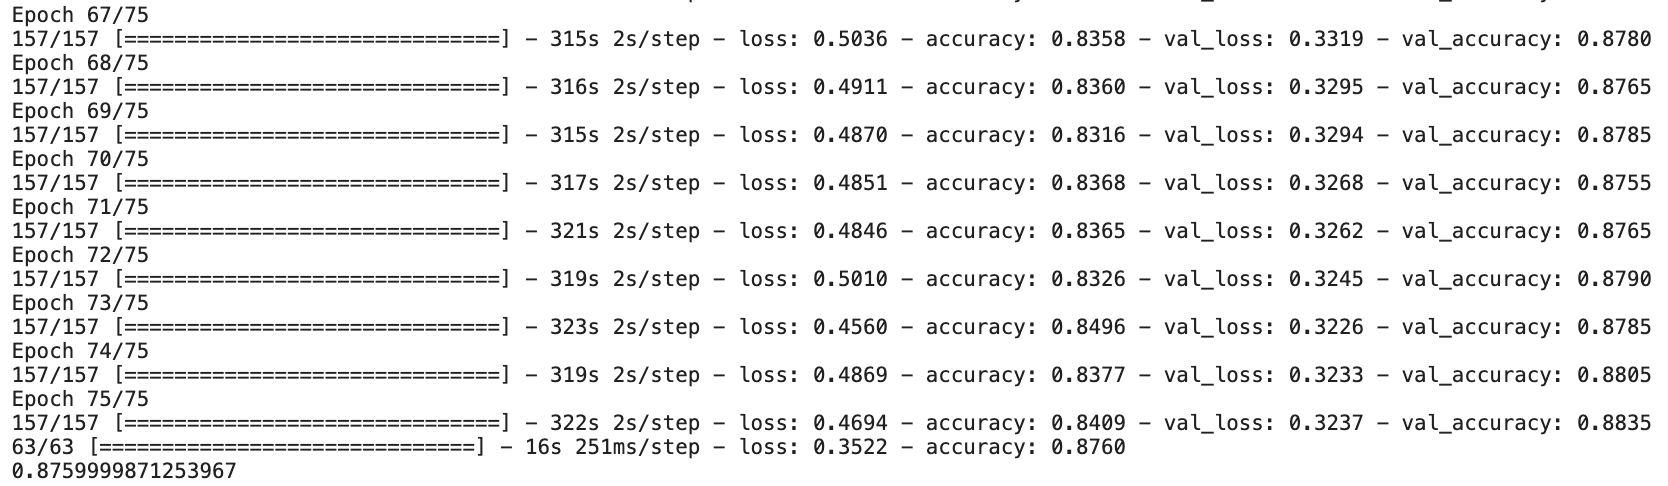 Epoch 67/75
157/157 [==============================] - 315s 2s/step - loss: 0.5036 - accuracy: 0.8358 - val_loss: 0.3319 - val_accuracy: 0.8780
Epoch 68/75
157/157 [==============================] - 316s 2s/step - loss: 0.4911 - accuracy: 0.8360 - val_loss: 0.3295 - val_accuracy: 0.8765
Epoch 69/75
157/157 [==============================] - 315s 2s/step - loss: 0.4870 - accuracy: 0.8316 - val_loss: 0.3294 - val_accuracy: 0.8785
Epoch 70/75
157/157 [==============================] - 317s 2s/step - loss: 0.4851 - accuracy: 0.8368 - val_loss: 0.3268 - val_accuracy: 0.8755
Epoch 71/75
157/157 [==============================] - 321s 2s/step - loss: 0.4846 - accuracy: 0.8365 - val_loss: 0.3262 - val_accuracy: 0.8765
Epoch 72/75
157/157 [==============================] - 319s 2s/step - loss: 0.5010 - accuracy: 0.8326 - val_loss: 0.3245 - val_accuracy: 0.8790
Epoch 73/75
157/157 [==============================] - 323s 2s/step - loss: 0.4560 - accuracy: 0.8496 - val_loss: 0.3226 - val_accuracy: 0.8785
Epoch 74/75
157/157 [==============================] - 319s 2s/step - loss: 0.4869 - accuracy: 0.8377 - val_loss: 0.3233 - val_accuracy: 0.8805
Epoch 75/75
157/157 [==============================] - 322s 2s/step - loss: 0.4694 - accuracy: 0.8409 - val_loss: 0.3237 - val_accuracy: 0.8835
63/63 [==============================] - 16s 251ms/step - loss: 0.3522 - accuracy: 0.8760
0.8759999871253967